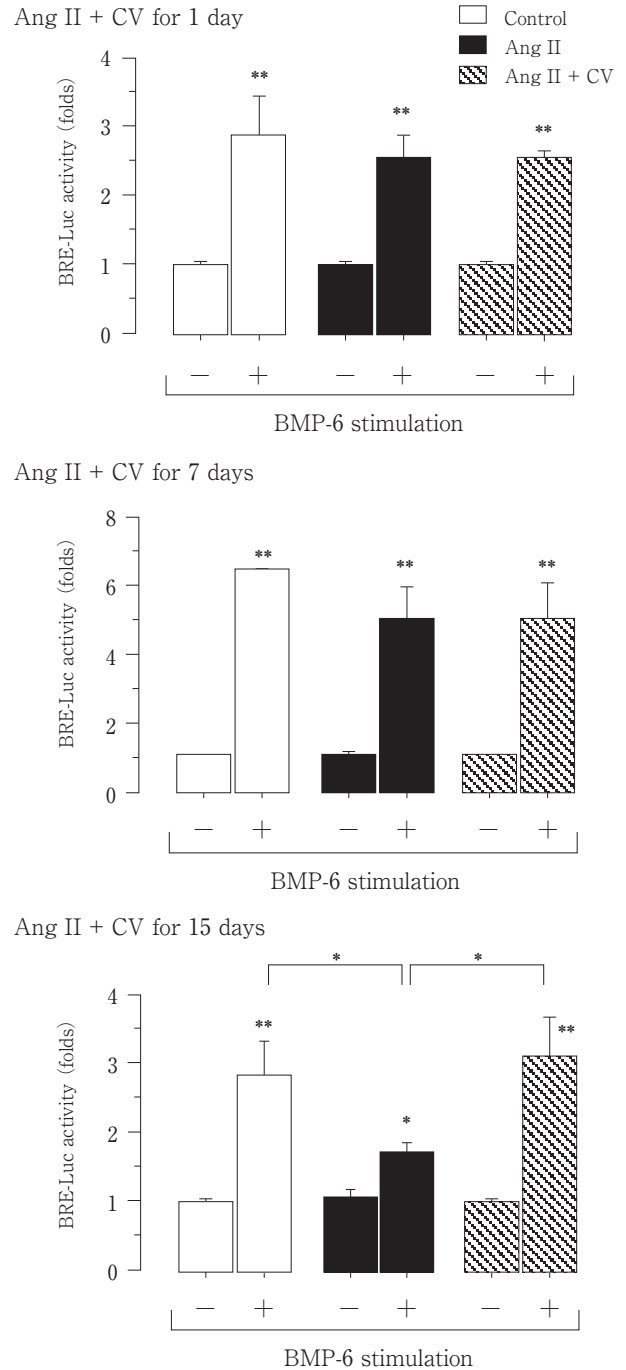 Ang II + CV for 1 day
Control
Ang II
Ang II + CV
BRE-Luc activity (folds)
4
3
2
1
0
**
**
**
− + − + − +
BMP-6 stimulation
Ang II + CV for 7 days
BRE-Luc activity (folds)
8
6
4
2
0
**
**
**
− + − + − +
BMP-6 stimulation
Ang II + CV for 15 days
BRE-Luc activity (folds)
4
3
2
1
0
* *
**
*
**
− + − + − +
BMP-6 stimulation